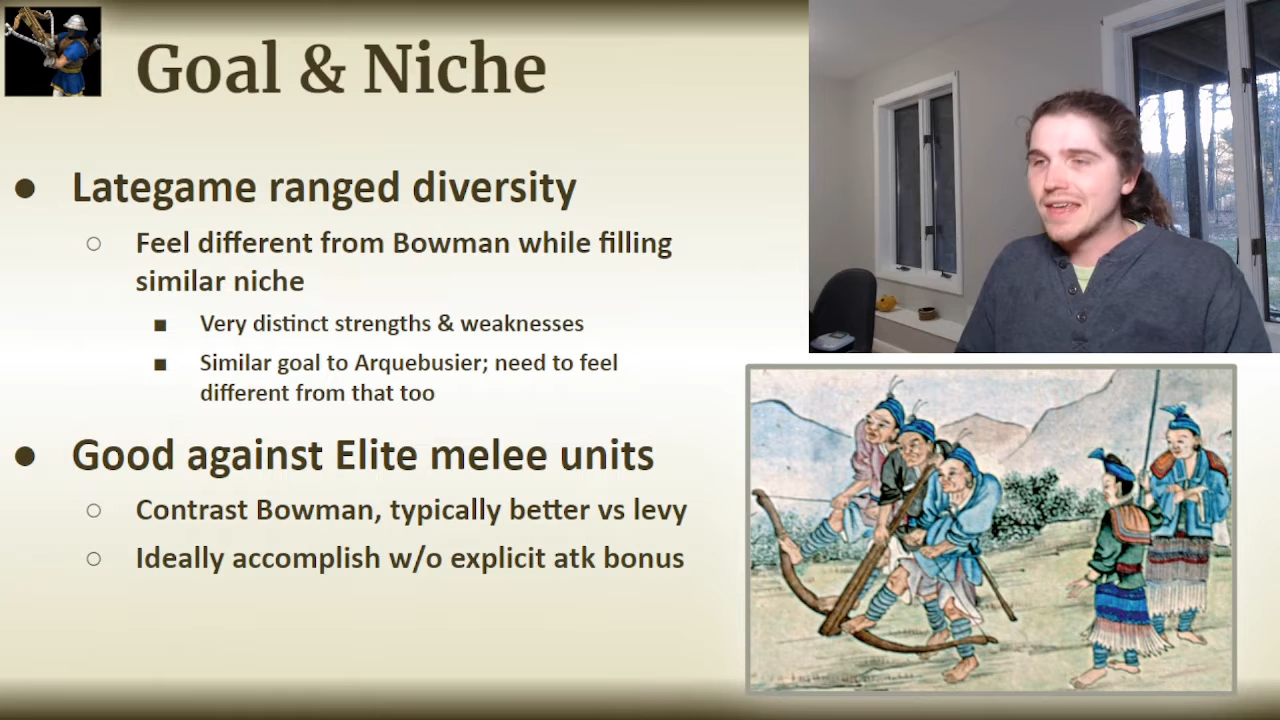 Goal & Niche
● Lategame ranged diversity
○ Feel different from Bowman while filling
similar niche
■ Very distinct strengths & weaknesses
■ Similar goal to Arquebusier; need to feel
different from that too
● Good against Elite melee units
○ Contrast Bowman, typically better vs levy
○ Ideally accomplish w/o explicit atk bonus